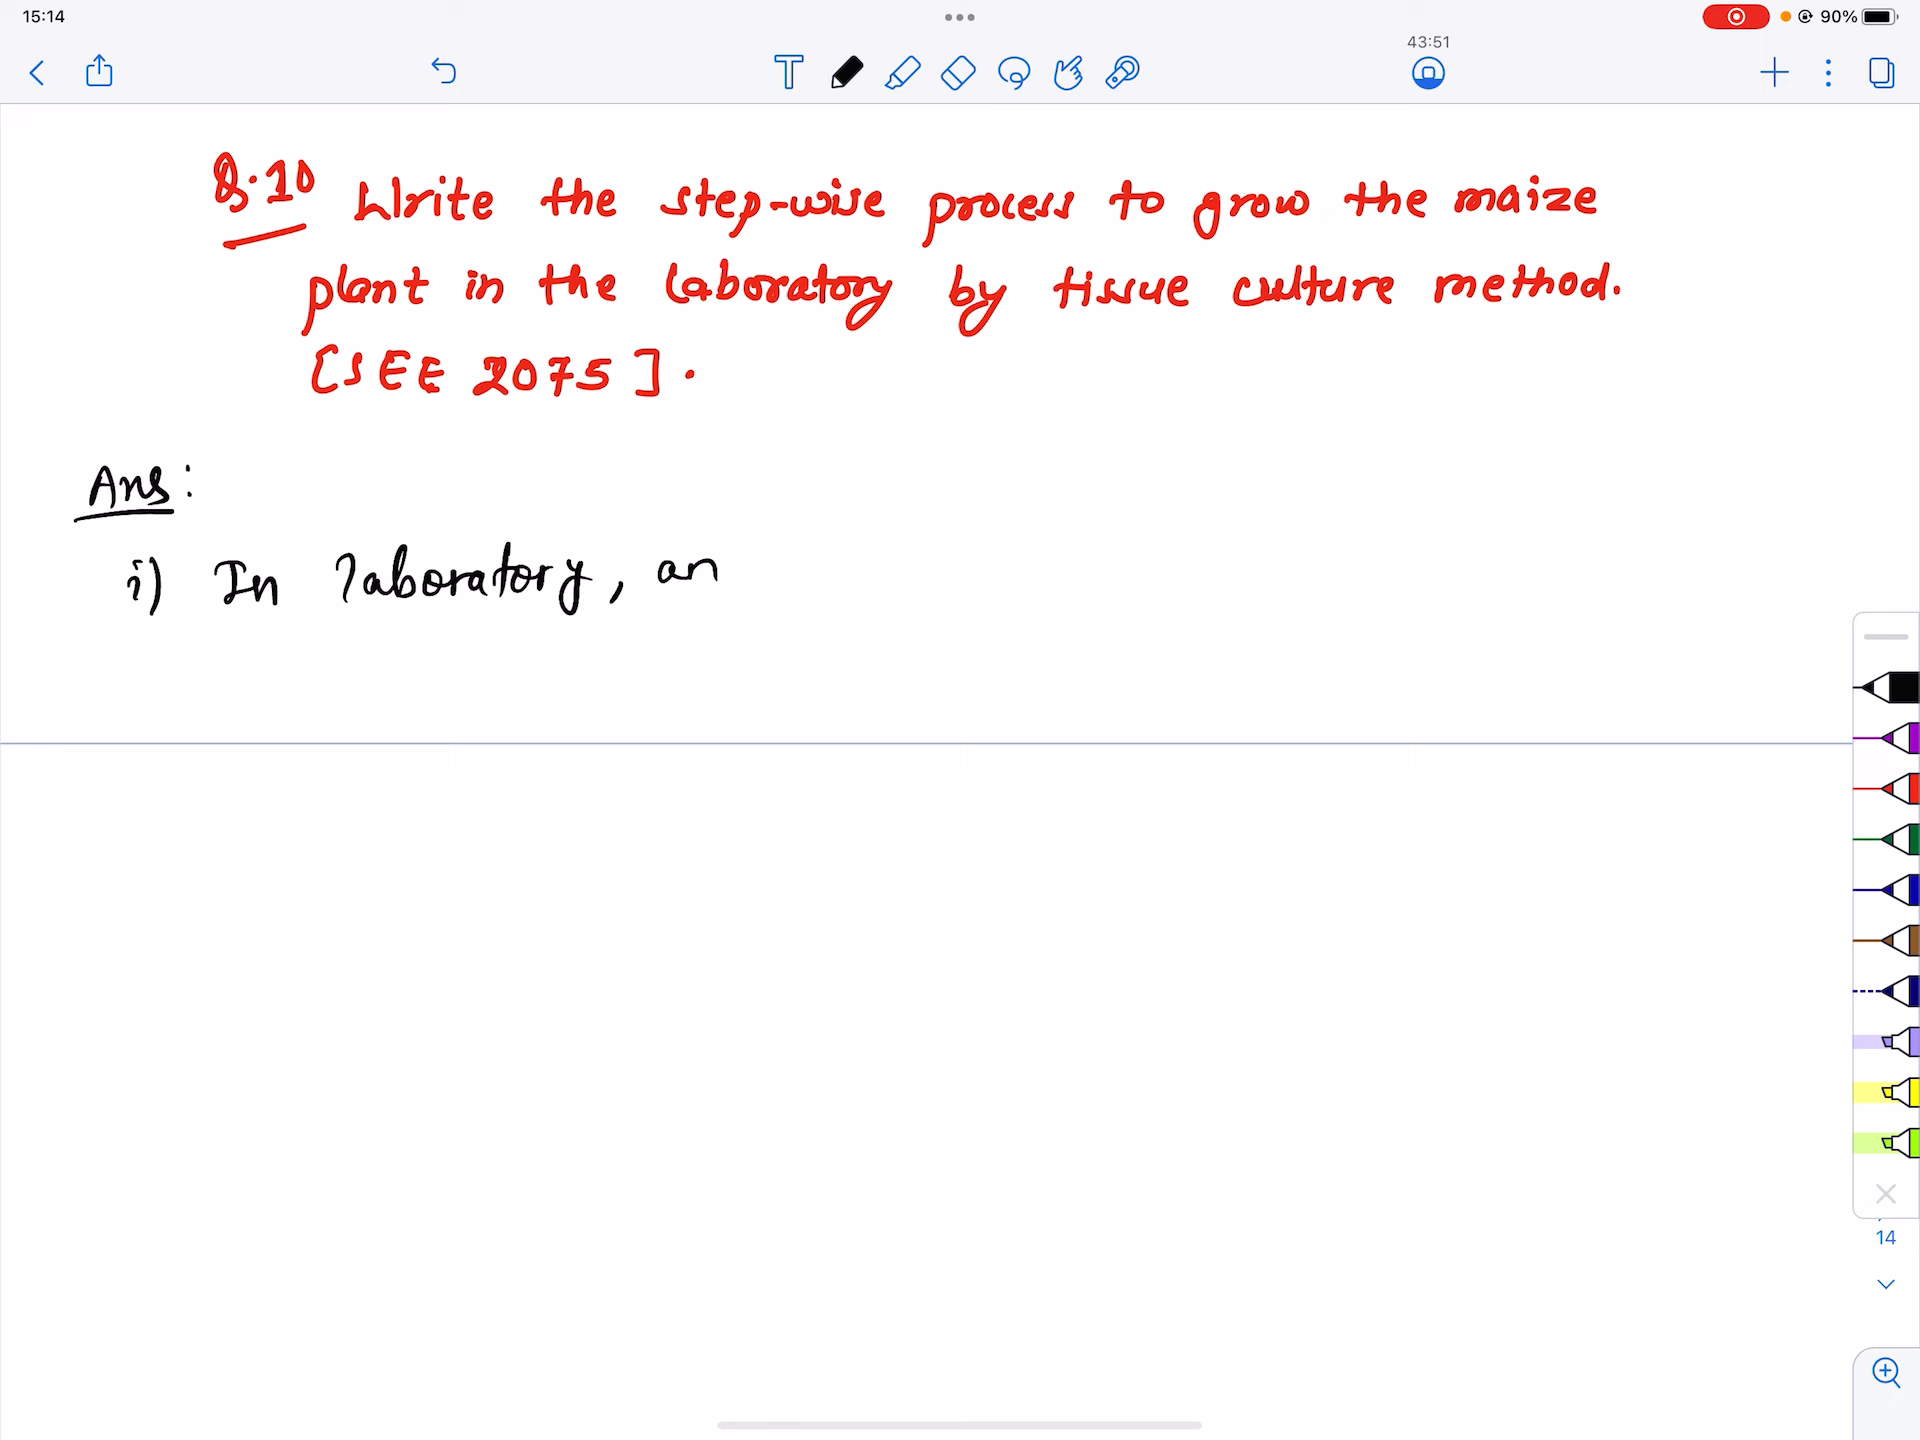 15:14
90%
43:51
Q.10 Write the step-wise process to grow the maize
plant in the laboratory by tissue culture method.
[SEE 2075].
Ans:
i) In laboratory, an
14